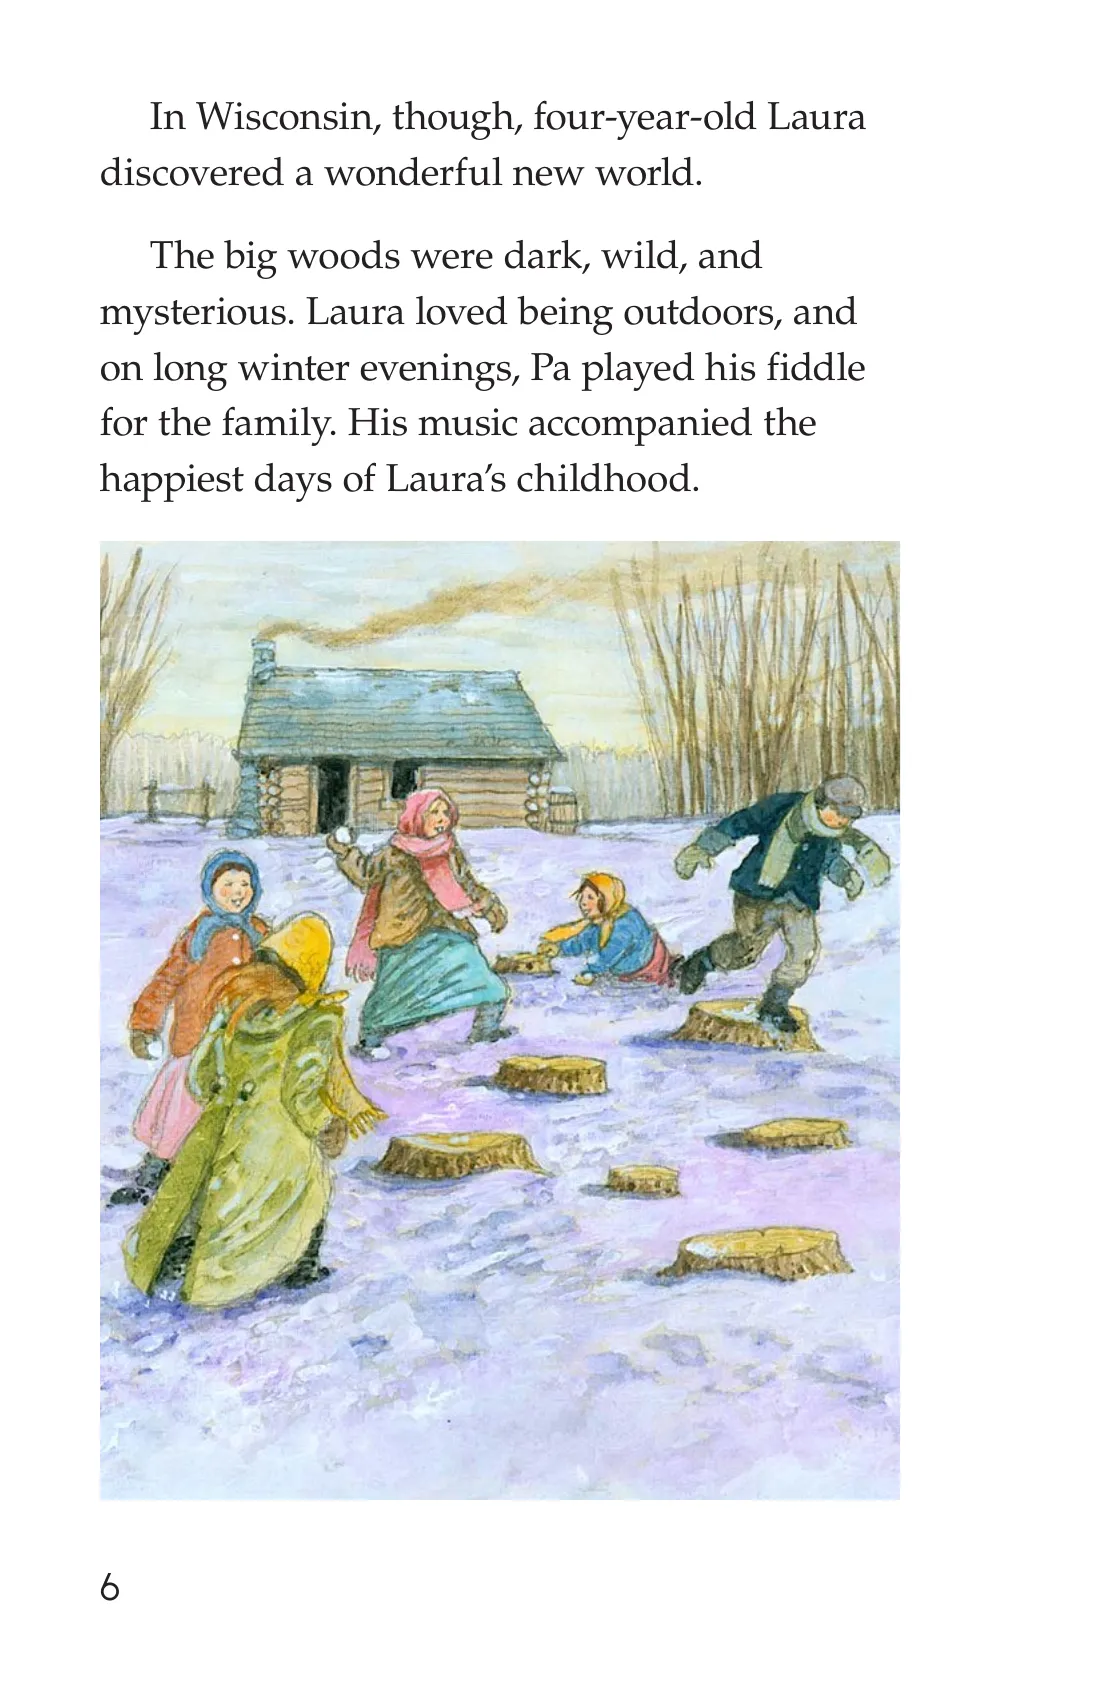 In Wisconsin, though, four-year-old Laura
discovered a wonderful new world.
The big woods were dark, wild, and
mysterious. Laura loved being outdoors, and
on long winter evenings, Pa played his fiddle
for the family. His music accompanied the
happiest days of Laura’s childhood.
6